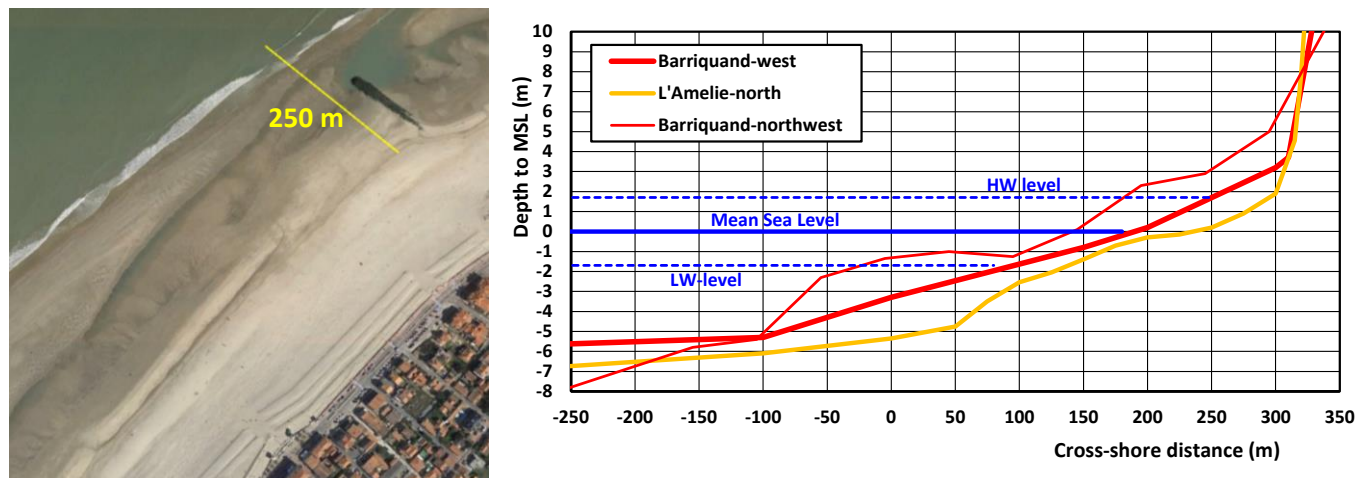 250 m
Depth to MSL (m)
10
9
8
7
6
5
4
3
2
1
0
-1
-2
-3
-4
-5
-6
-7
-8
Barriquand-west
L'Amelie-north
Barriquand-northwest
HW level
Mean Sea Level
LW-level
-250 -200 -150 -100 -50 0 50 100 150 200 250 300 350
Cross-shore distance (m)